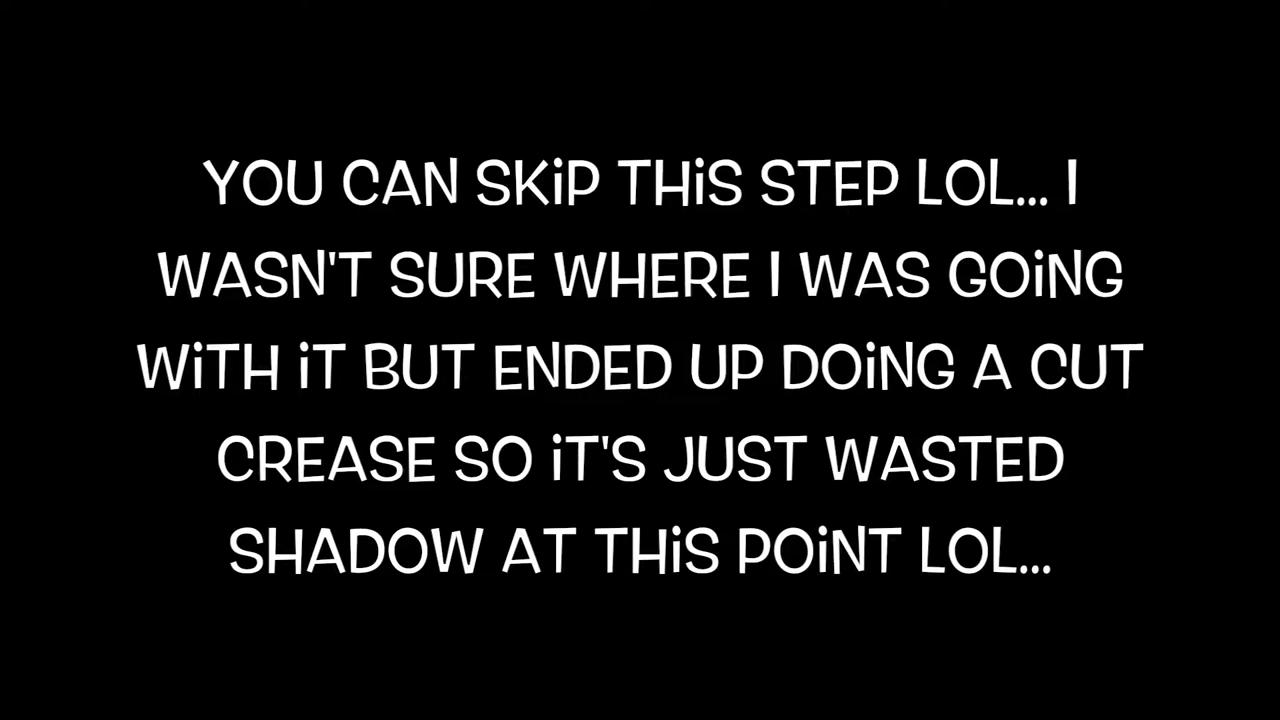 YOU CAN SKiP THiS STEP LOL... I
WASN'T SURE WHERE I WAS GOiNG
WiTH iT BUT ENDED UP DOiNG A CUT
CREASE SO iT'S JUST WASTED
SHADOW AT THiS POiNT LOL...